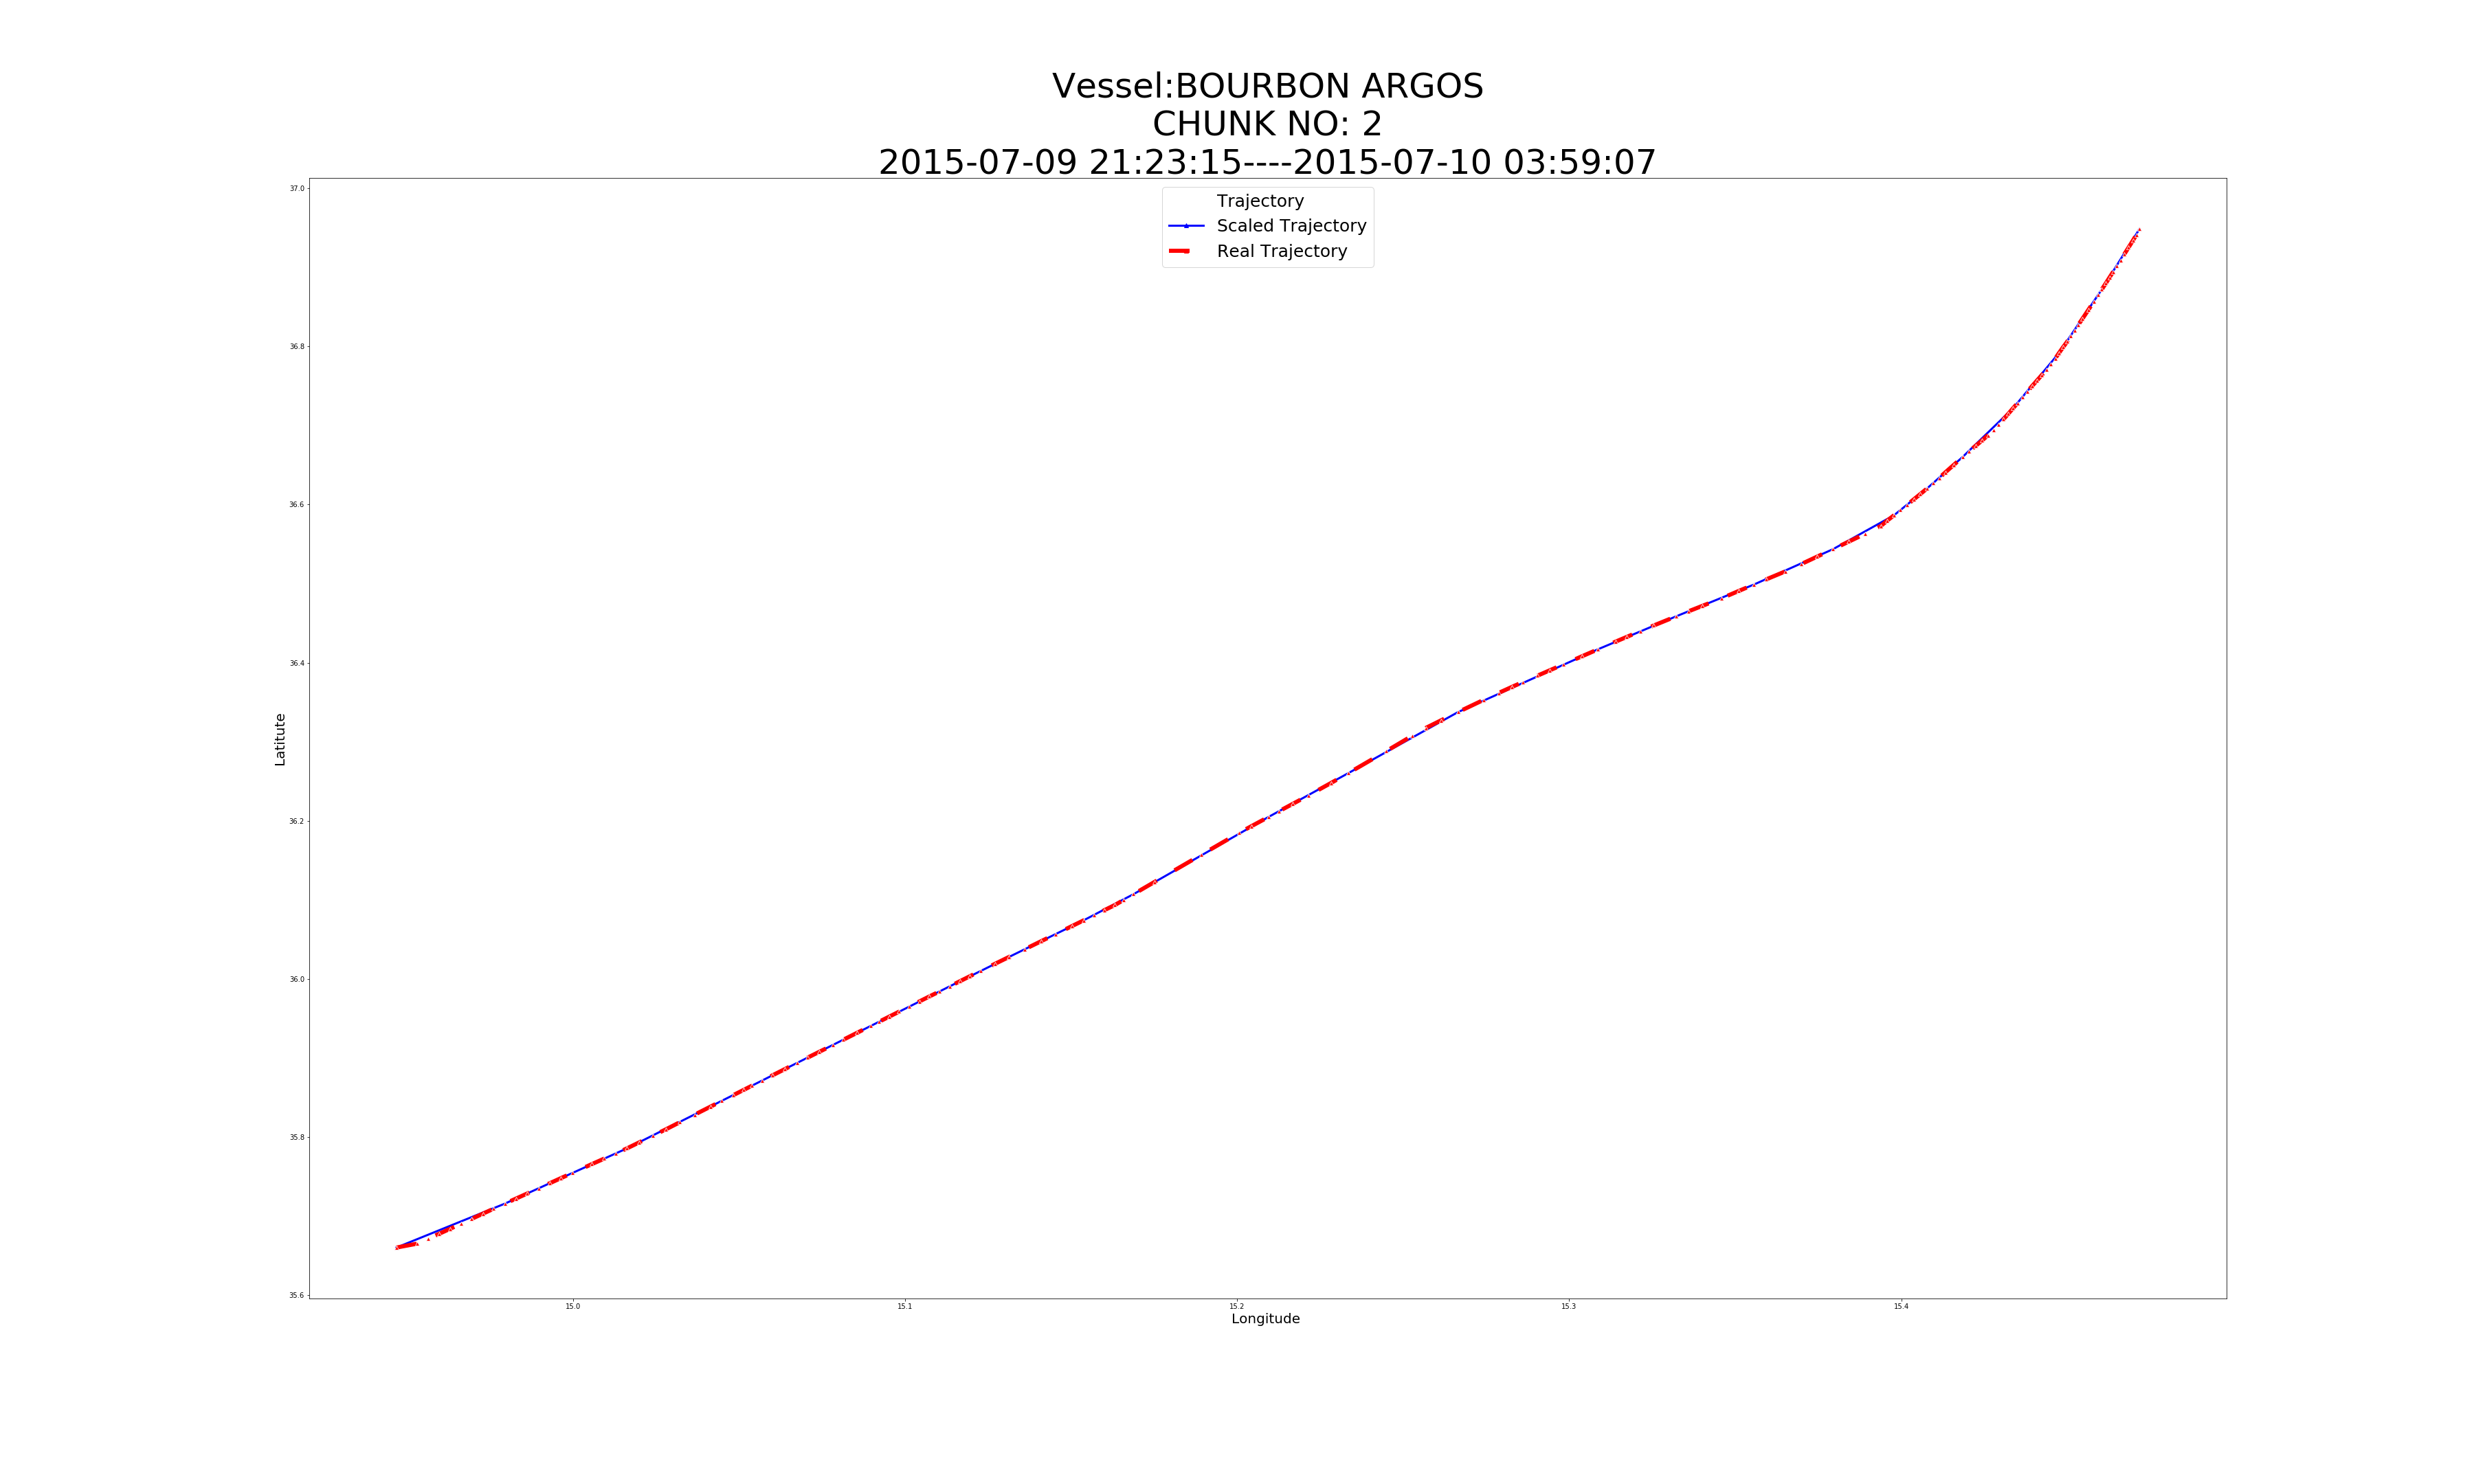 Vessel:BOURBON ARGOS
CHUNK NO: 2
2015-07-09 21:23:15----2015-07-10 03:59:07
Trajectory
Scaled Trajectory
Real Trajectory
37.0
36.8
36.6
36.4
36.2
36.0
35.8
35.6
Latitute
15.0
15.1
15.2
15.3
15.4
Longitude